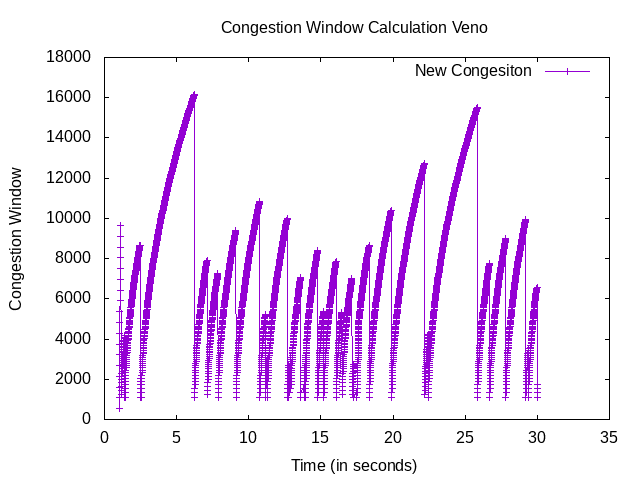 Congestion Window Calculation Veno
New Congesiton
18000
16000
14000
12000
10000
8000
6000
4000
2000
0
Congestion Window
0 5 10 15 20 25 30 35
Time (in seconds)